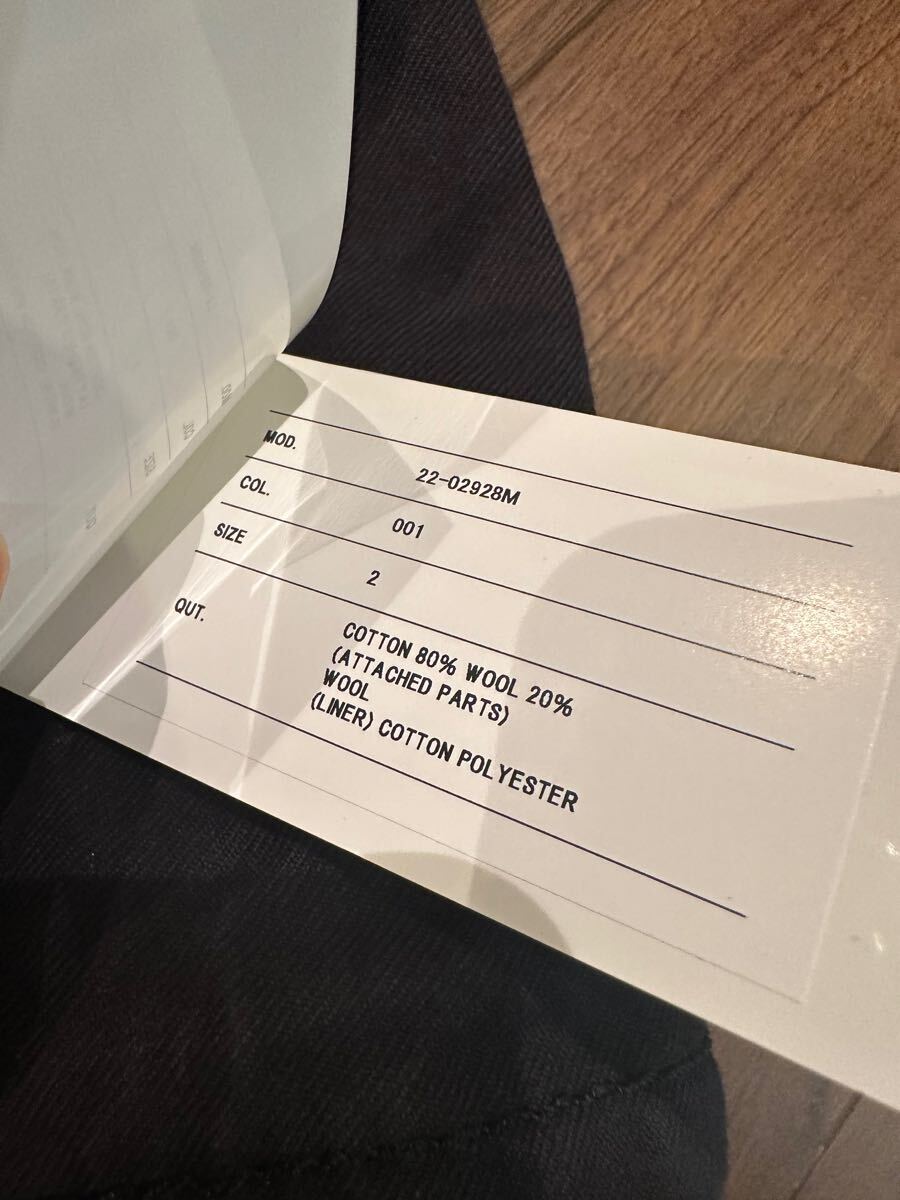 MOD. 22-02928M
COL. 001
SIZE 2
QUT. COTTON 80% WOOL 20%
(ATTACHED PARTS)
WOOL
(LINER) COTTON POLYESTER